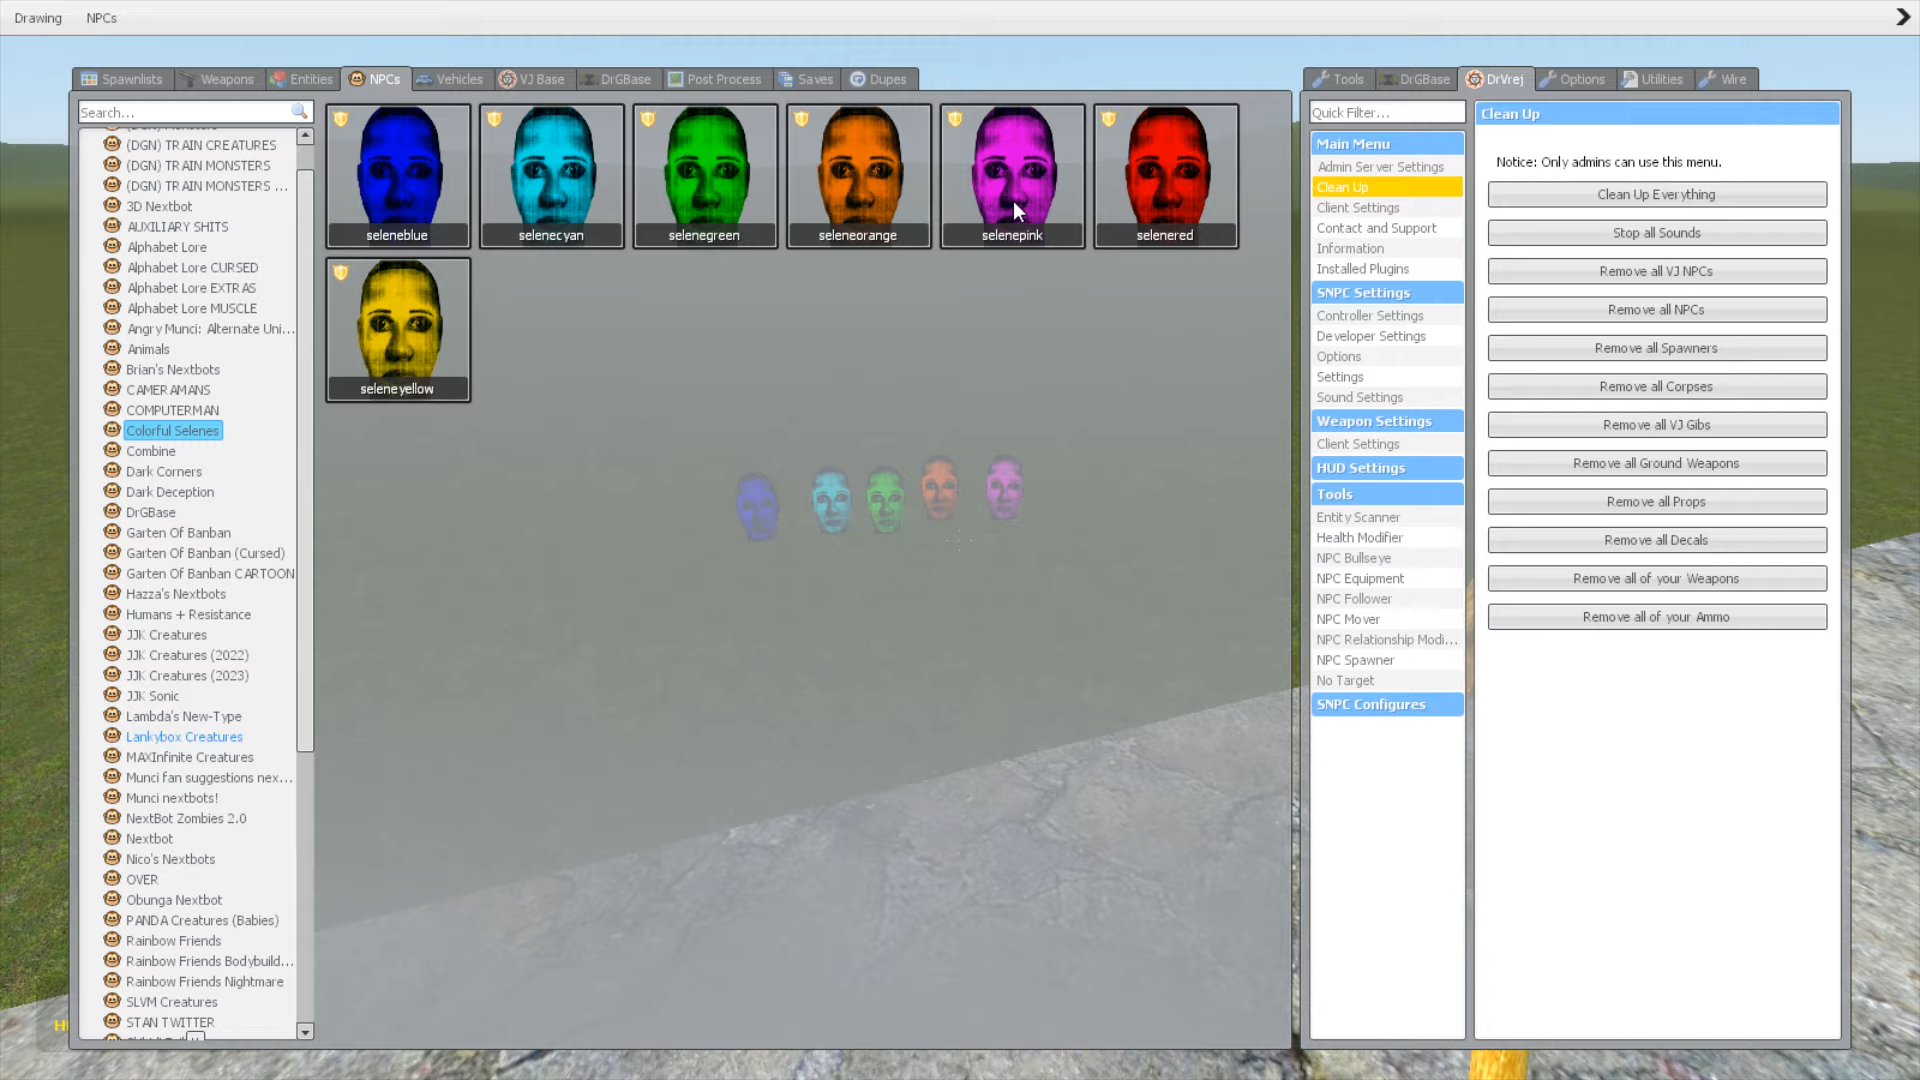 Drawing NPCs
Spawnlists Weapons Entities NPCs Vehicles VJ Base DrGBase Post Process Saves Dupes
Search...
(DGN) TRAIN CREATURES
(DGN) TRAIN MONSTERS
(DGN) TRAIN MONSTERS ...
3D Nextbot
AUXILIARY SHITS
Alphabet Lore
Alphabet Lore CURSED
Alphabet Lore EXTRAS
Alphabet Lore MUSCLE
Angry Munci: Alternate Uni...
Animals
Brian's Nextbots
CAMERAMANS
COMPUTERMAN
Colorful Selenes
Combine
Dark Corners
Dark Deception
DrGBase
Garten Of Banban
Garten Of Banban (Cursed)
Garten Of Banban CARTOON
Hazza's Nextbots
Humans + Resistance
JJK Creatures
JJK Creatures (2022)
JJK Creatures (2023)
JJK Sonic
Lambda's New-Type
Lankybox Creatures
MAXInfinite Creatures
Munci fan suggestions nex...
Munci nextbots!
NextBot Zombies 2.0
Nextbot
Nico's Nextbots
OVER
Obunga Nextbot
PANDA Creatures (Babies)
Rainbow Friends
Rainbow Friends Bodybuild...
Rainbow Friends Nightmare
SLVM Creatures
STAN TWITTER
seleneblue selenecyan selenegreen seleneorange selenepink selenered
seleneyellow
Tools DrGBase DrVrej Options Utilities Wire
Quick Filter...
Main Menu
Admin Server Settings
Clean Up
Client Settings
Contact and Support
Information
Installed Plugins
SNPC Settings
Controller Settings
Developer Settings
Options
Settings
Sound Settings
Weapon Settings
Client Settings
HUD Settings
Tools
Entity Scanner
Health Modifier
NPC Bullseye
NPC Equipment
NPC Follower
NPC Mover
NPC Relationship Modi...
NPC Spawner
No Target
SNPC Configures
Clean Up
Notice: Only admins can use this menu.
Clean Up Everything
Stop all Sounds
Remove all VJ NPCs
Remove all NPCs
Remove all Spawners
Remove all Corpses
Remove all VJ Gibs
Remove all Ground Weapons
Remove all Props
Remove all Decals
Remove all of your Weapons
Remove all of your Ammo